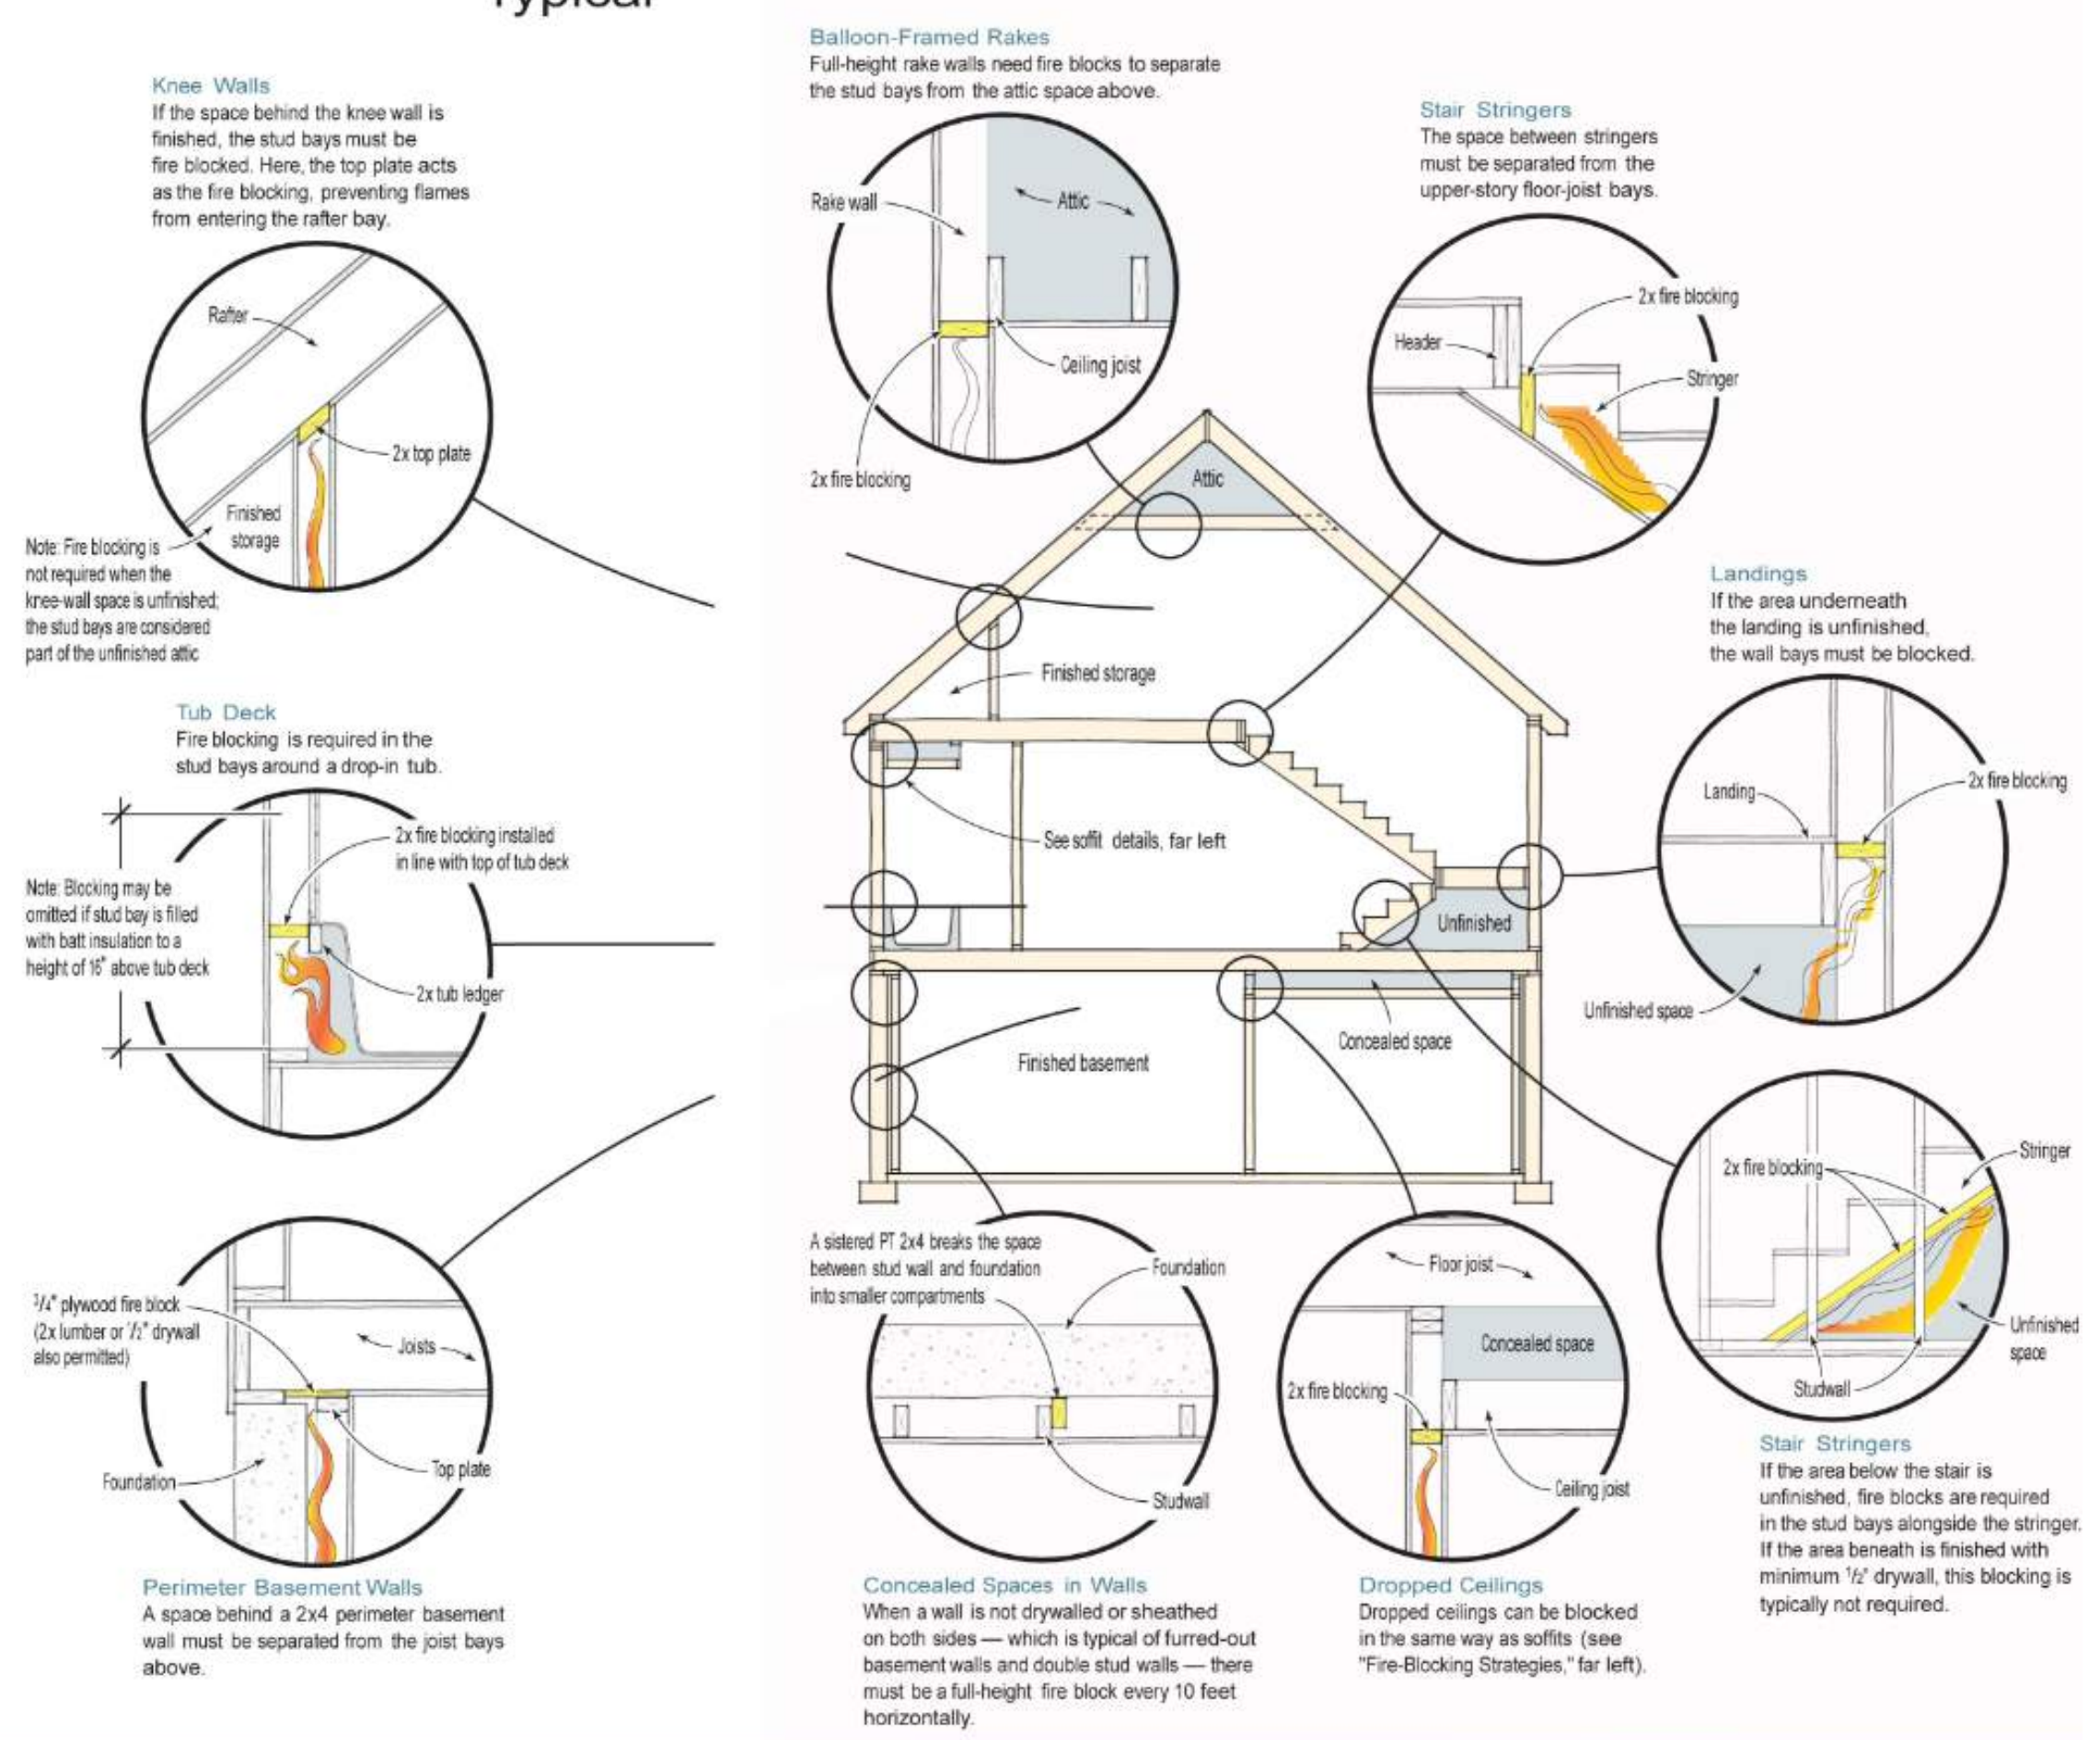 Typical
Knee Walls
If the space behind the knee wall is
finished, the stud bays must be
fire blocked. Here, the top plate acts
as the fire blocking, preventing flames
from entering the rafter bay.
Rafter
2x top plate
Finished
storage
Note: Fire blocking is
not required when the
knee-wall space is unfinished;
the stud bays are considered
part of the unfinished attic
Tub Deck
Fire blocking is required in the
stud bays around a drop-in tub.
2x fire blocking installed
in line with top of tub deck
Note: Blocking may be
omitted if stud bay is filled
with batt insulation to a
height of 16" above tub deck
2x tub ledger
3/4" plywood fire block
(2x lumber or 1/2" drywall
also permitted)
Joists
Foundation
Top plate
Perimeter Basement Walls
A space behind a 2x4 perimeter basement
wall must be separated from the joist bays
above.
Balloon-Framed Rakes
Full-height rake walls need fire blocks to separate
the stud bays from the attic space above.
Rake wall
Attic
Ceiling joist
2x fire blocking
Stair Stringers
The space between stringers
must be separated from the
upper-story floor-joist bays.
2x fire blocking
Header
Stringer
Attic
Finished storage
See soffit details, far left
Unfinished
Concealed space
Finished basement
Landings
If the area underneath
the landing is unfinished,
the wall bays must be blocked.
Landing
2x fire blocking
Unfinished space
2x fire blocking
Stringer
Unfinished
space
Studwall
Stair Stringers
If the area below the stair is
unfinished, fire blocks are required
in the stud bays alongside the stringer.
If the area beneath is finished with
minimum 1/2" drywall, this blocking is
typically not required.
A sistered PT 2x4 breaks the space
between stud wall and foundation
into smaller compartments
Foundation
Studwall
Concealed Spaces in Walls
When a wall is not drywalled or sheathed
on both sides — which is typical of furred-out
basement walls and double stud walls — there
must be a full-height fire block every 10 feet
horizontally.
Floor joist
Concealed space
2x fire blocking
Ceiling joist
Dropped Ceilings
Dropped ceilings can be blocked
in the same way as soffits (see
"Fire-Blocking Strategies," far left).